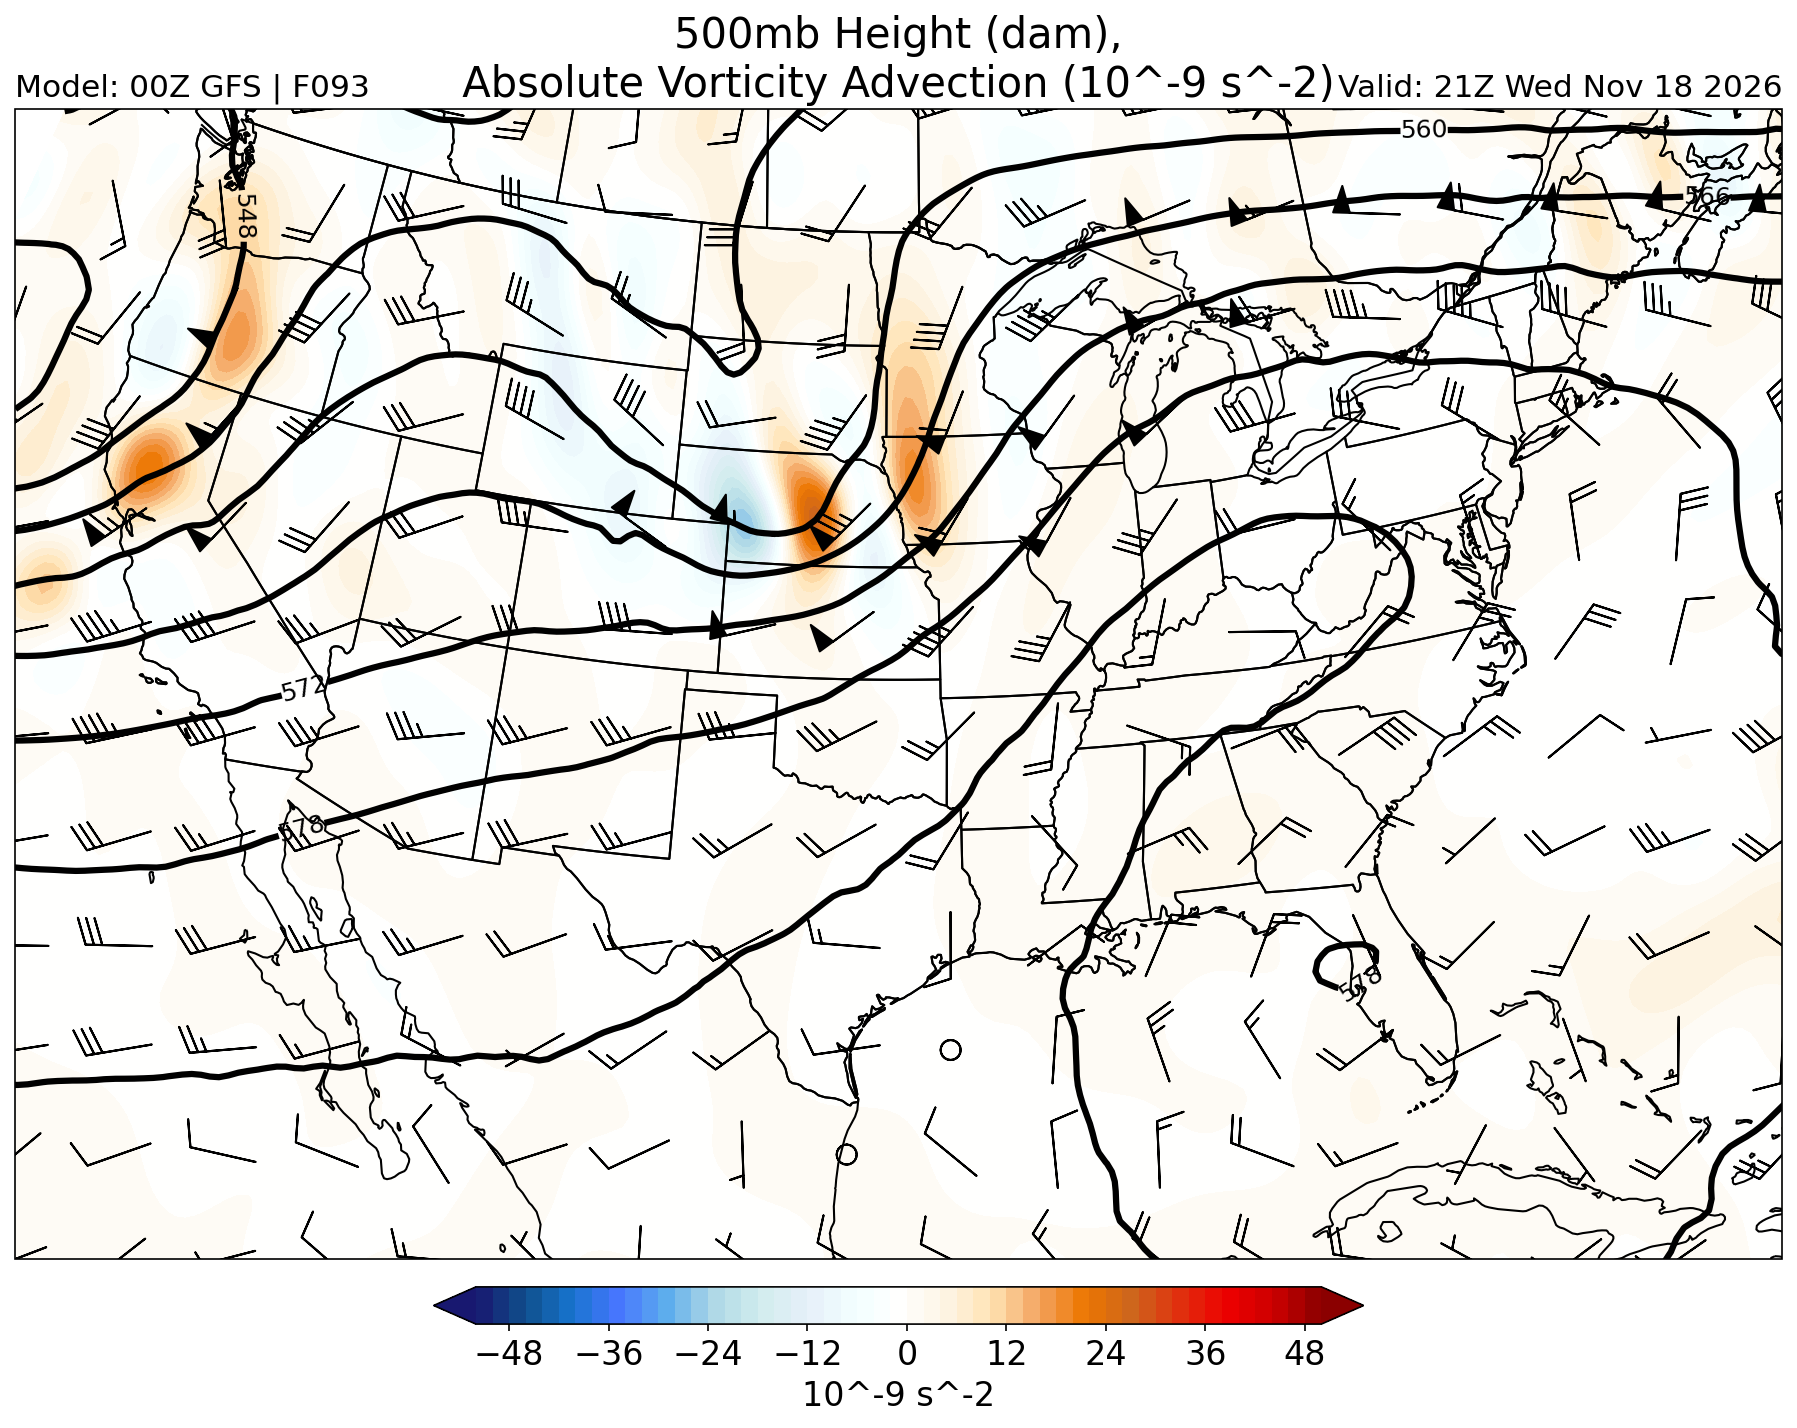 500mb Height (dam),
Absolute Vorticity Advection (10^-9 s^-2)
Model: 00Z GFS | F093
Valid: 21Z Wed Nov 18 2026
560
566
548
572
578
578
−48 −36 −24 −12 0 12 24 36 48
10^-9 s^-2